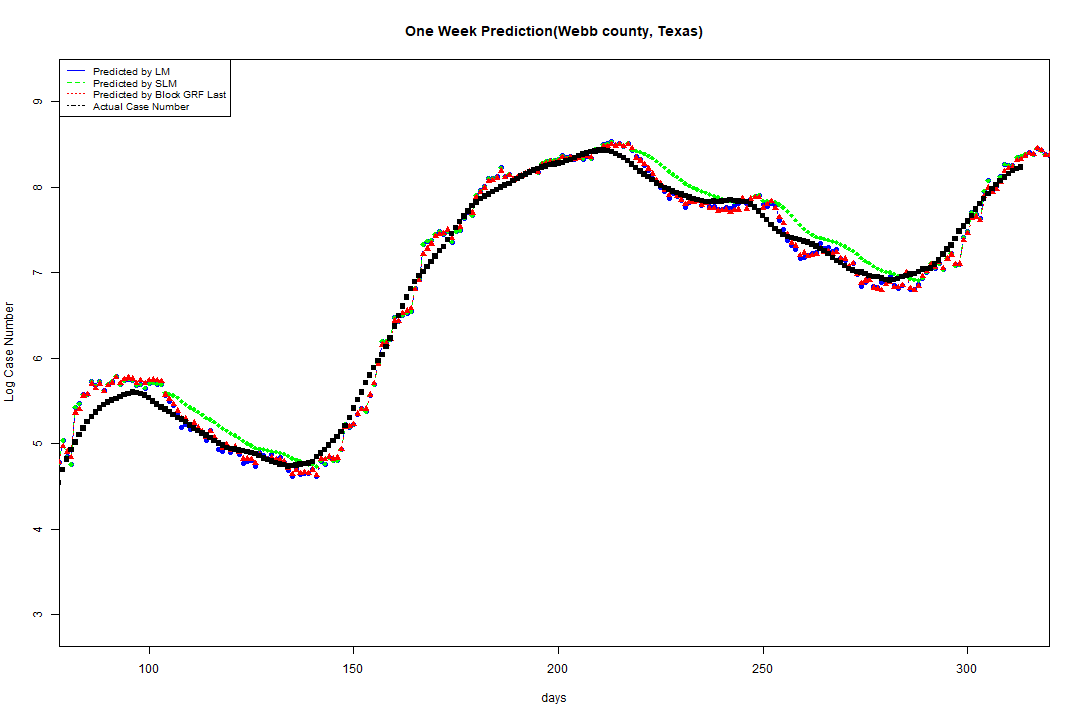 One Week Prediction(Webb county, Texas)
Predicted by LM
Predicted by SLM
Predicted by Block GRF Last
Actual Case Number
9
8
7
6
5
4
3
Log Case Number
100 150 200 250 300
days